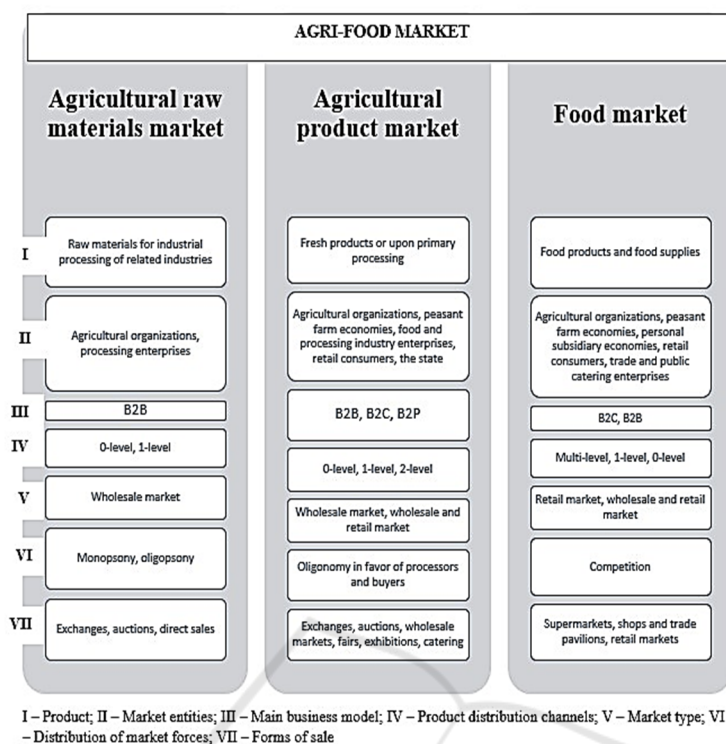 AGRI-FOOD MARKET
Agricultural raw
materials market
Agricultural
product market
Food market
I
Raw materials for industrial
processing of related industries
Fresh products or upon primary
processing
Food products and food supplies
II
Agricultural organizations,
processing enterprises
Agricultural organizations, peasant
farm economies, food and
processing industry enterprises,
retail consumers, the state
Agricultural organizations, peasant
farm economies, personal
subsidiary economies, retail
consumers, trade and public
catering enterprises
III
B2B
B2B, B2C, B2P
B2C, B2B
IV
0-level, 1-level
0-level, 1-level, 2-level
Multi-level, 1-level, 0-level
V
Wholesale market
Wholesale market, wholesale and
retail market
Retail market, wholesale and retail
market
VI
Monopsony, oligopsony
Oligonomy in favor of processors
and buyers
Competition
VII
Exchanges, auctions, direct sales
Exchanges, auctions, wholesale
markets, fairs, exhibitions, catering
Supermarkets, shops and trade
pavilions, retail markets
I – Product; II – Market entities; III – Main business model; IV – Product distribution channels; V – Market type; VI
– Distribution of market forces; VII – Forms of sale